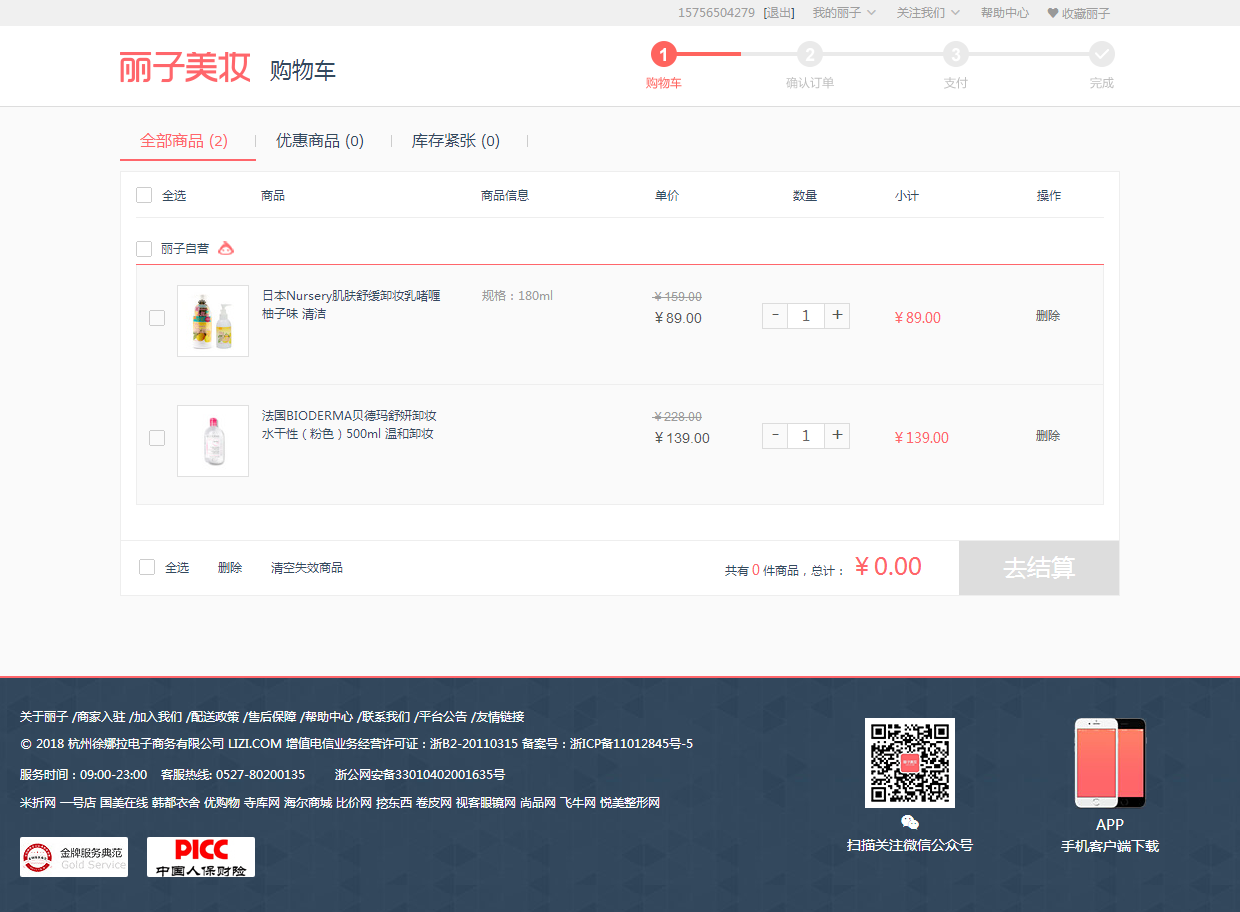 15756504279 [退出] 我的丽子 关注我们 帮助中心 收藏丽子
丽子美妆 购物车
1 2 3
购物车 确认订单 支付 完成
全部商品 (2) 优惠商品 (0) 库存紧张 (0)
全选 商品 商品信息 单价 数量 小计 操作
丽子自营
日本Nursery肌肤舒缓卸妆乳啫喱 规格：180ml ￥159.00
柚子味 清洁 ￥89.00 - 1 + ￥89.00 删除
法国BIODERMA贝德玛舒妍卸妆 ￥228.00
水干性（粉色）500ml 温和卸妆 ￥139.00 - 1 + ￥139.00 删除
全选 删除 清空失效商品 共有 0 件商品，总计： ￥0.00 去结算
关于丽子 /商家入驻 /加入我们 /配送政策 /售后保障 /帮助中心 /联系我们 /平台公告 /友情链接
© 2018 杭州徐娜拉电子商务有限公司 LIZI.COM 增值电信业务经营许可证：浙B2-20110315 备案号：浙ICP备11012845号-5
服务时间：09:00-23:00 客服热线: 0527-80200135 浙公网安备33010402001635号
米折网 一号店 国美在线 韩都衣舍 优购物 寺库网 海尔商城 比价网 挖东西 卷皮网 视客眼镜网 尚品网 飞牛网 悦美整形网
金牌服务典范
Gold Service
PICC
中国人保财险
扫描关注微信公众号
APP
手机客户端下载